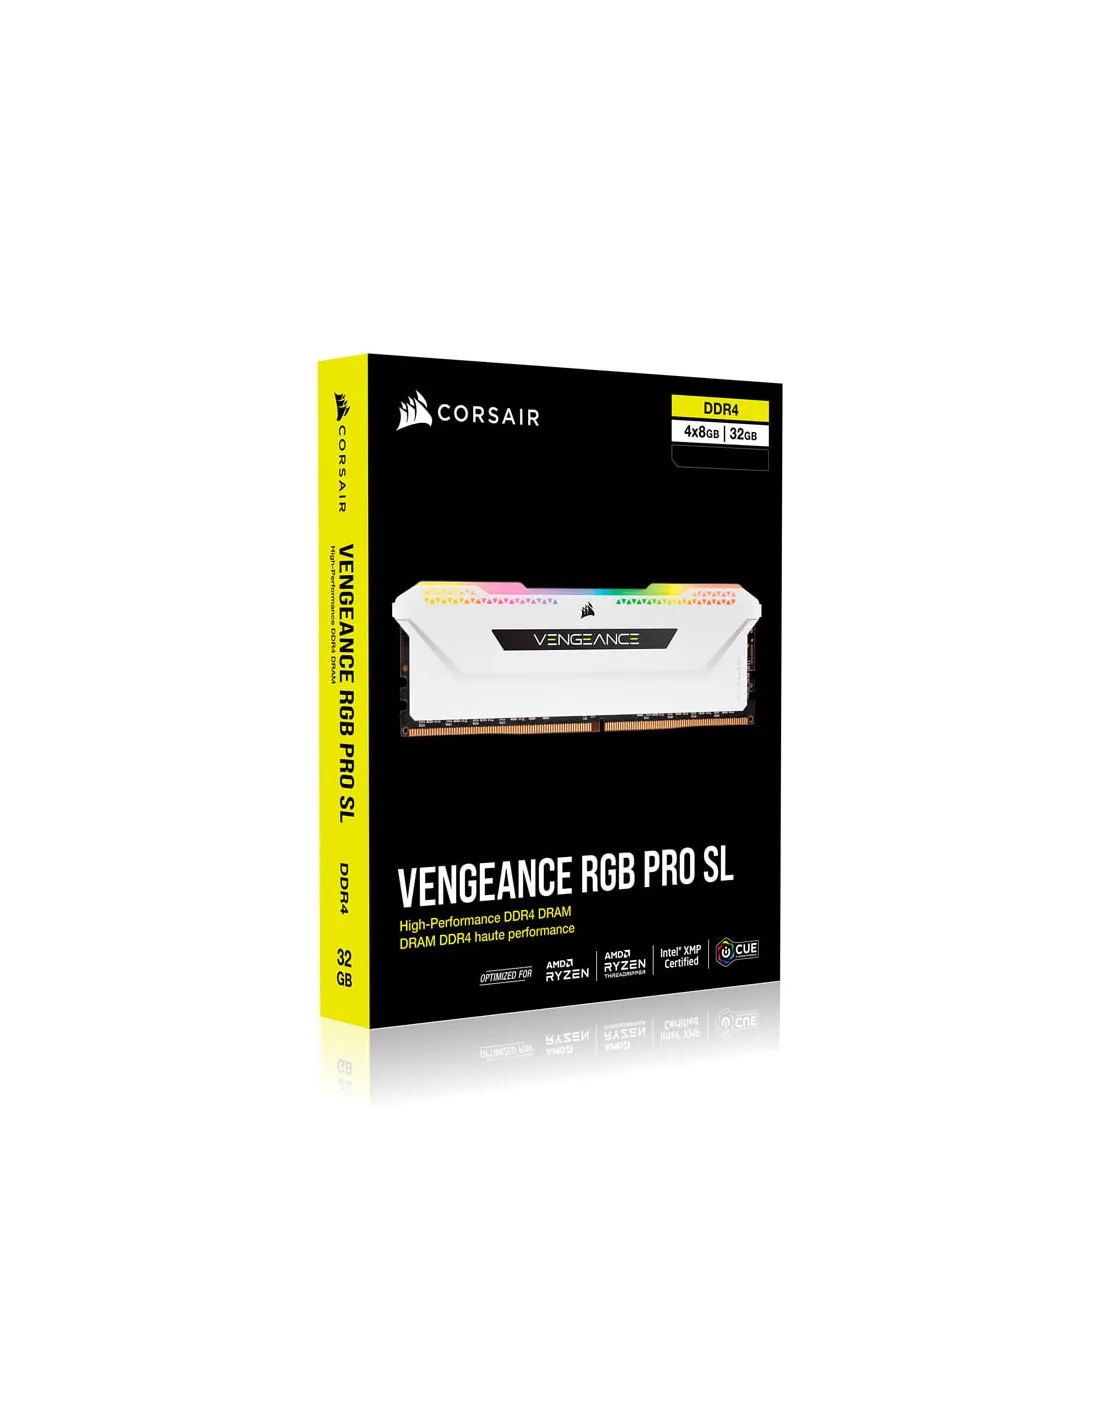 CORSAIR
DDR4
4x8GB | 32GB
VENGEANCE
VENGEANCE RGB PRO SL
High-Performance DDR4 DRAM
DRAM DDR4 haute performance
OPTIMIZED FOR
AMD
RYZEN
AMD
RYZEN
THREADRIPPER
Intel® XMP
Certified
CUE
CORSAIR
VENGEANCE RGB PRO SL
High-Performance DDR4 DRAM
DDR4
32
GB